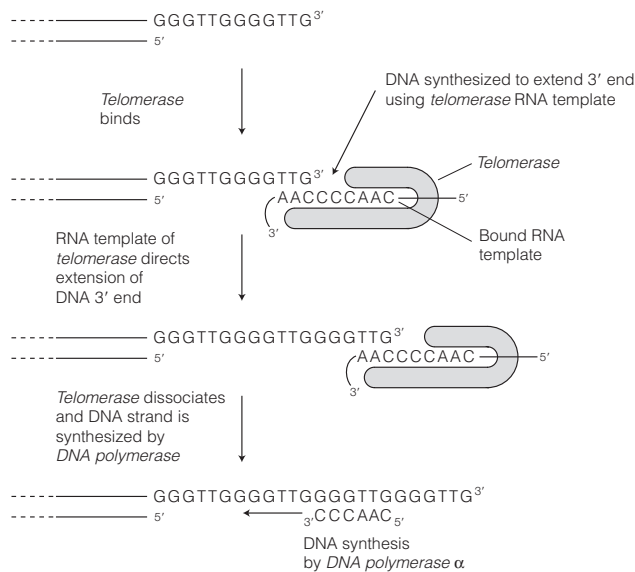 GGGTTGGGGTTG3′
5′
Telomerase
binds
DNA synthesized to extend 3′ end
using telomerase RNA template
GGGTTGGGGTTG3′
Telomerase
5′
AACCCCAAC
5′
3′
Bound RNA
template
RNA template of
telomerase directs
extension of
DNA 3′ end
GGGTTGGGGTTGGGGTTG3′
5′
AACCCCAAC
5′
3′
Telomerase dissociates
and DNA strand is
synthesized by
DNA polymerase
GGGTTGGGGTTGGGGTTGGGGTTG3′
5′
3′CCCAAC5′
DNA synthesis
by DNA polymerase α